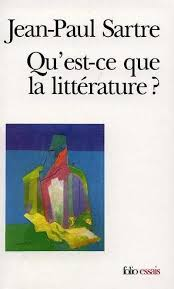 Jean-Paul Sartre
Qu'est-ce que
la littérature ?
folio essais